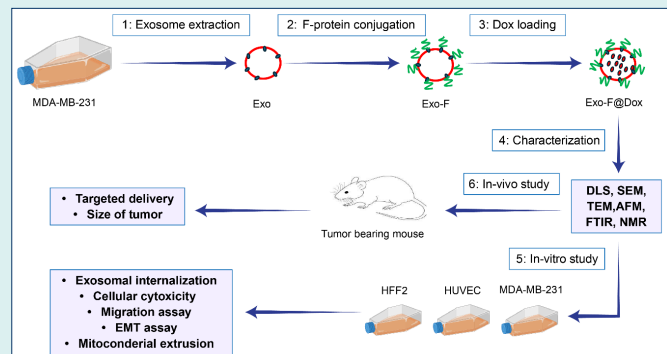 1: Exosome extraction
2: F-protein conjugation
3: Dox loading
MDA-MB-231
Exo
Exo-F
Exo-F@Dox
4: Characterization
6: In-vivo study
• Targeted delivery
• Size of tumor
Tumor bearing mouse
DLS, SEM,
TEM,AFM,
FTIR, NMR
5: In-vitro study
• Exosomal internalization
• Cellular cytoxicity
• Migration assay
• EMT assay
• Mitoconderial extrusion
HFF2
HUVEC
MDA-MB-231